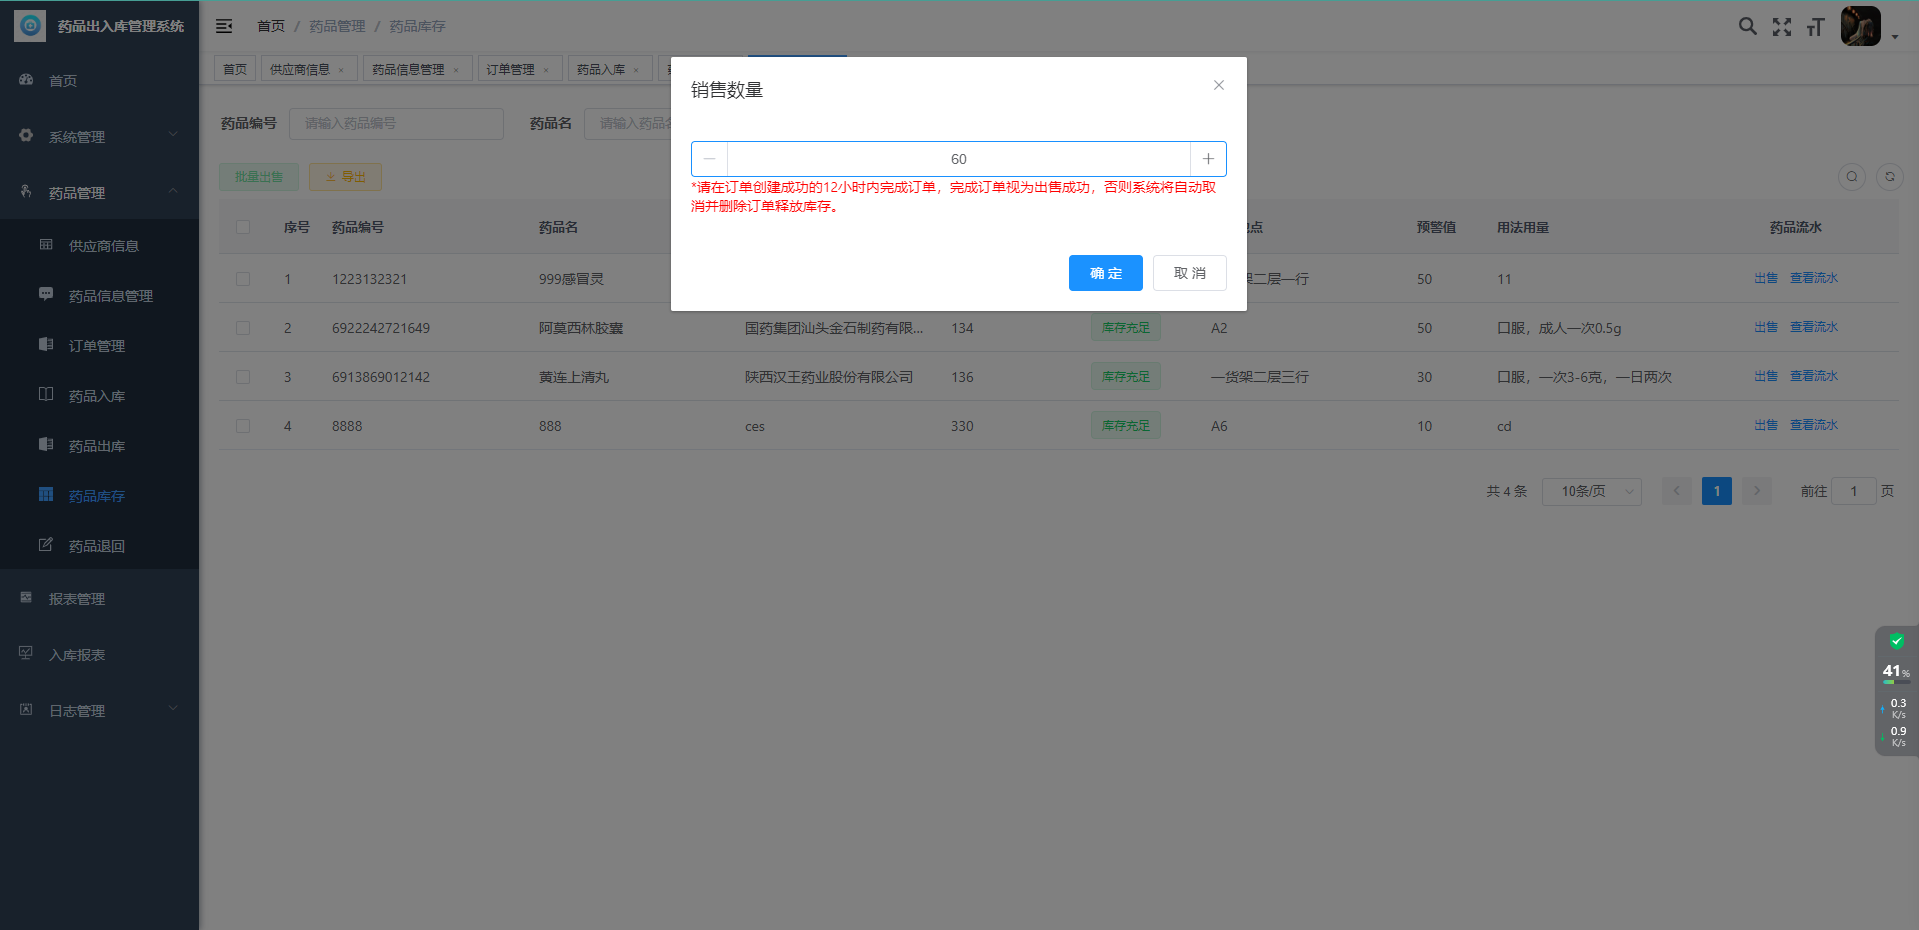 药品出入库管理系统
首页 / 药品管理 / 药品库存
首页
供应商信息 ×
药品信息管理 ×
订单管理 ×
药品入库 ×
首页
系统管理
药品管理
供应商信息
药品信息管理
订单管理
药品入库
药品出库
药品库存
药品退回
报表管理
入库报表
日志管理
药品编号 请输入药品编号
药品名 请输入药品
批量出售
导出
销售数量
60
*请在订单创建成功的12小时内完成订单，完成订单视为出售成功，否则系统将自动取
消并删除订单释放库存。
确 定
取 消
序号 药品编号 药品名 点 预警值 用法用量 药品流水
1 1223132321 999感冒灵 架二层一行 50 11 出售 查看流水
2 6922242721649 阿莫西林胶囊 国药集团汕头金石制药有限... 134 库存充足 A2 50 口服，成人一次0.5g 出售 查看流水
3 6913869012142 黄连上清丸 陕西汉王药业股份有限公司 136 库存充足 一货架二层三行 30 口服，一次3-6克，一日两次 出售 查看流水
4 8888 888 ces 330 库存充足 A6 10 cd 出售 查看流水
共 4 条 10条/页 1 前往 1 页
41%
0.3
K/s
0.9
K/s